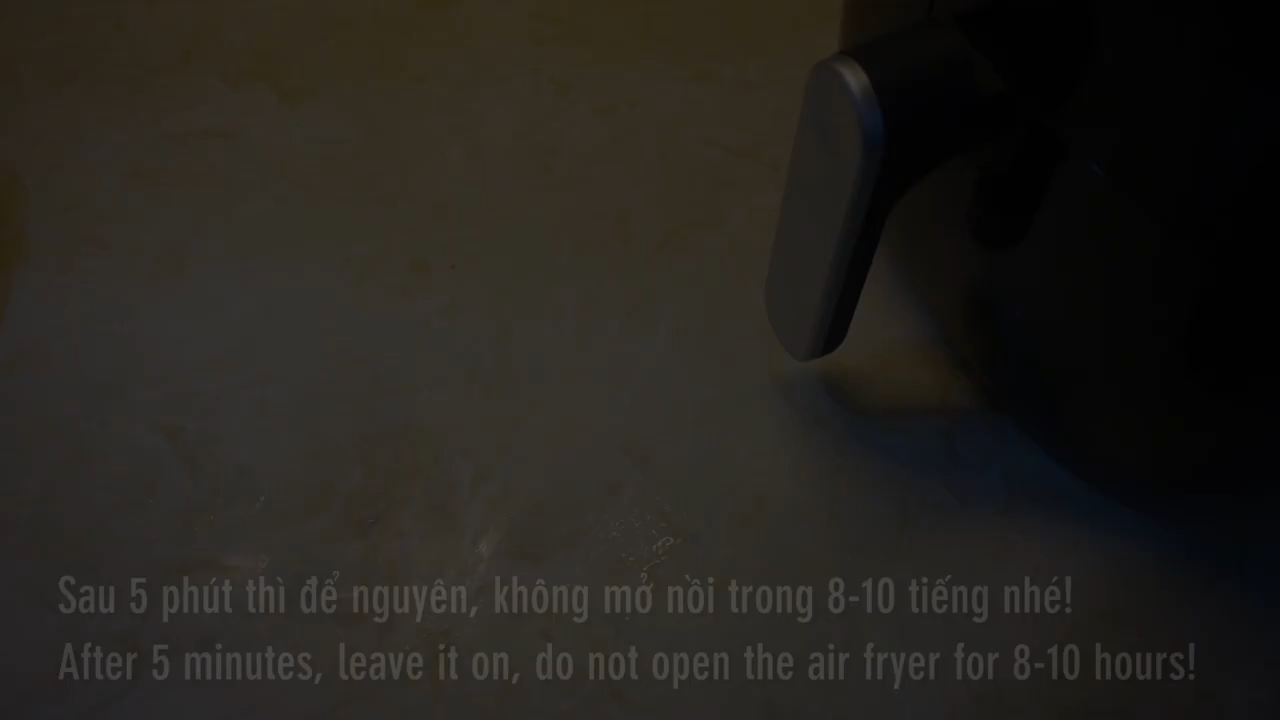 Sau 5 phút thì để nguyên, không mở nồi trong 8-10 tiếng nhé!
After 5 minutes, leave it on, do not open the air fryer for 8-10 hours!